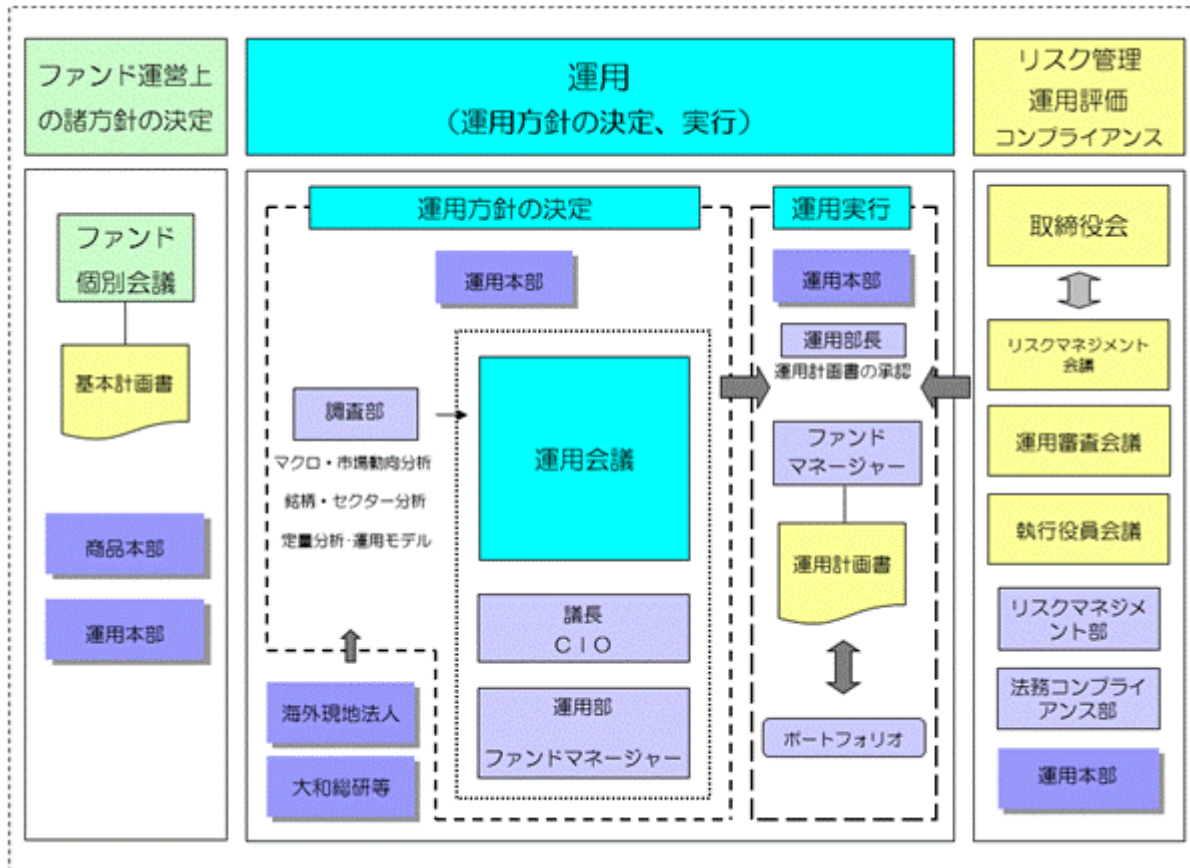 ファンド運営上
の諸方針の決定
運用
（運用方針の決定、実行）
リスク管理
運用評価
コンプライアンス
ファンド
個別会議
基本計画書
商品本部
運用本部
運用方針の決定
運用本部
調査部
マクロ・市場動向分析
銘柄・セクター分析
定量分析・運用モデル
運用会議
議長
ＣＩＯ
運用部
ファンドマネージャー
海外現地法人
大和総研等
運用実行
運用本部
運用部長
運用計画書の承認
ファンド
マネージャー
運用計画書
ポートフォリオ
取締役会
リスクマネジメント
会議
運用審査会議
執行役員会議
リスクマネジメ
ント部
法務コンプライ
アンス部
運用本部